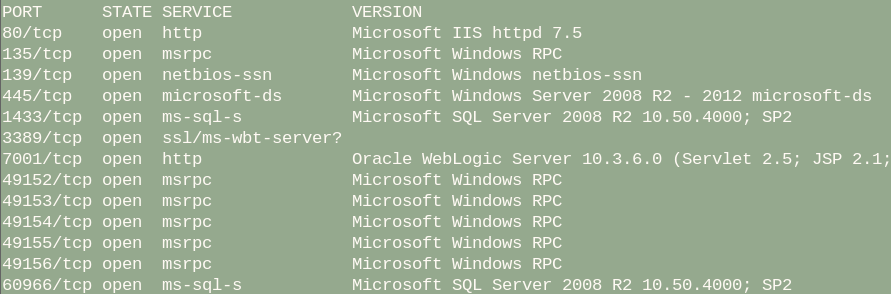 PORT      STATE SERVICE            VERSION
80/tcp    open  http               Microsoft IIS httpd 7.5
135/tcp   open  msrpc              Microsoft Windows RPC
139/tcp   open  netbios-ssn        Microsoft Windows netbios-ssn
445/tcp   open  microsoft-ds       Microsoft Windows Server 2008 R2 - 2012 microsoft-ds
1433/tcp  open  ms-sql-s           Microsoft SQL Server 2008 R2 10.50.4000; SP2
3389/tcp  open  ssl/ms-wbt-server?
7001/tcp  open  http               Oracle WebLogic Server 10.3.6.0 (Servlet 2.5; JSP 2.1;
49152/tcp open  msrpc              Microsoft Windows RPC
49153/tcp open  msrpc              Microsoft Windows RPC
49154/tcp open  msrpc              Microsoft Windows RPC
49155/tcp open  msrpc              Microsoft Windows RPC
49156/tcp open  msrpc              Microsoft Windows RPC
60966/tcp open  ms-sql-s           Microsoft SQL Server 2008 R2 10.50.4000; SP2